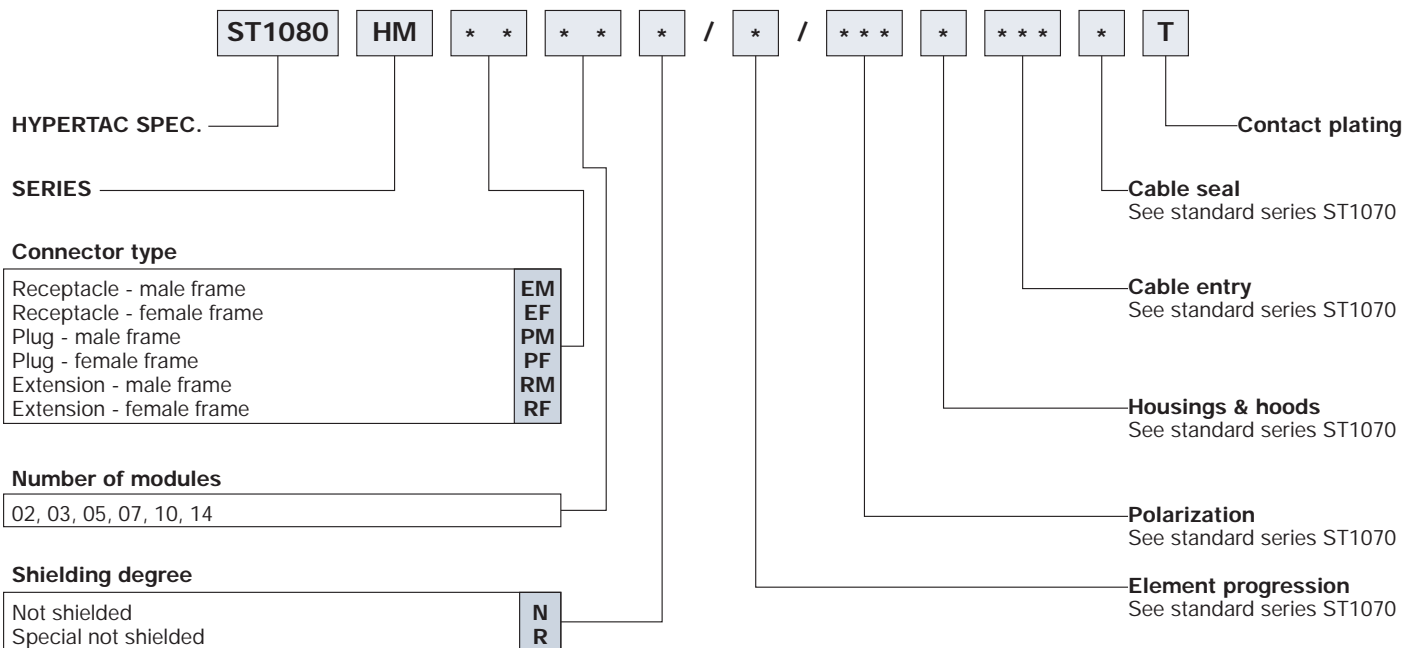 ST1080 HM * * * * * / * / * * * * * * * * T
HYPERTAC SPEC.
SERIES
Connector type
Receptacle - male frame EM
Receptacle - female frame EF
Plug - male frame PM
Plug - female frame PF
Extension - male frame RM
Extension - female frame RF
Number of modules
02, 03, 05, 07, 10, 14
Shielding degree
Not shielded N
Special not shielded R
Contact plating
Cable seal
See standard series ST1070
Cable entry
See standard series ST1070
Housings & hoods
See standard series ST1070
Polarization
See standard series ST1070
Element progression
See standard series ST1070